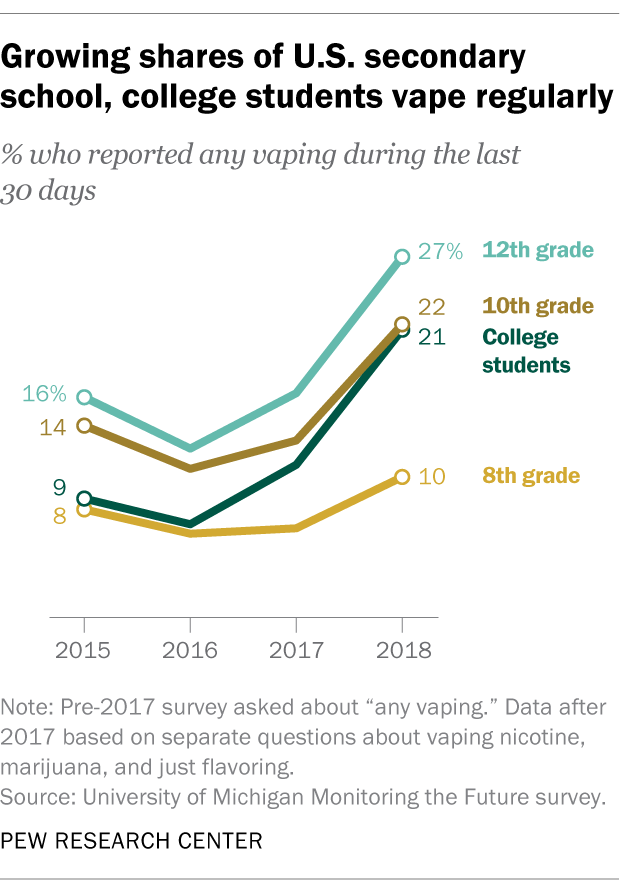 Growing shares of U.S. secondary
school, college students vape regularly
% who reported any vaping during the last
30 days
27% 12th grade
22 10th grade
21 College
students
16%
14
9
8
10 8th grade
2015 2016 2017 2018
Note: Pre-2017 survey asked about “any vaping.” Data after
2017 based on separate questions about vaping nicotine,
marijuana, and just flavoring.
Source: University of Michigan Monitoring the Future survey.
PEW RESEARCH CENTER